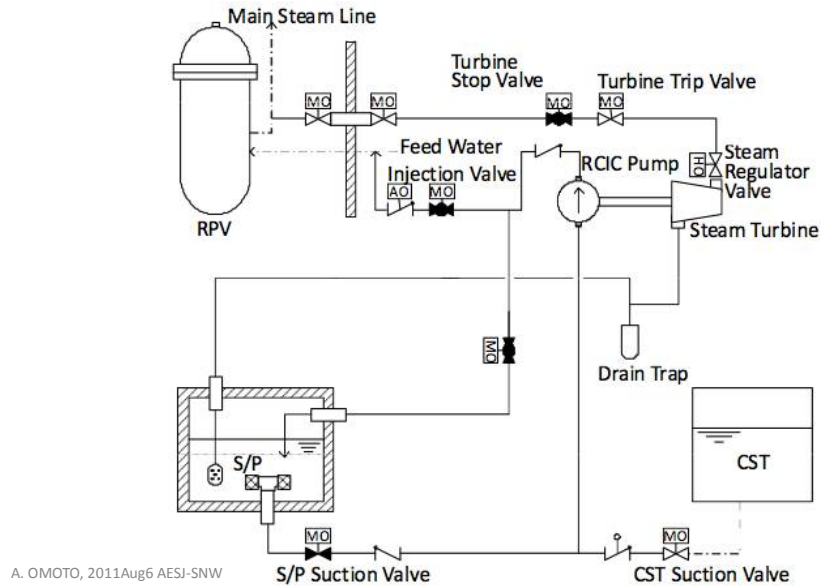 Main Steam Line
Turbine
Stop Valve
Turbine Trip Valve
MO
MO
MO
MO
Feed Water
Injection Valve
AO
MO
RCIC Pump
HO
Steam
Regulator
Valve
RPV
Steam Turbine
MO
Drain Trap
S/P
CST
MO
MO
S/P Suction Valve
CST Suction Valve
A. OMOTO, 2011Aug6 AESJ-SNW